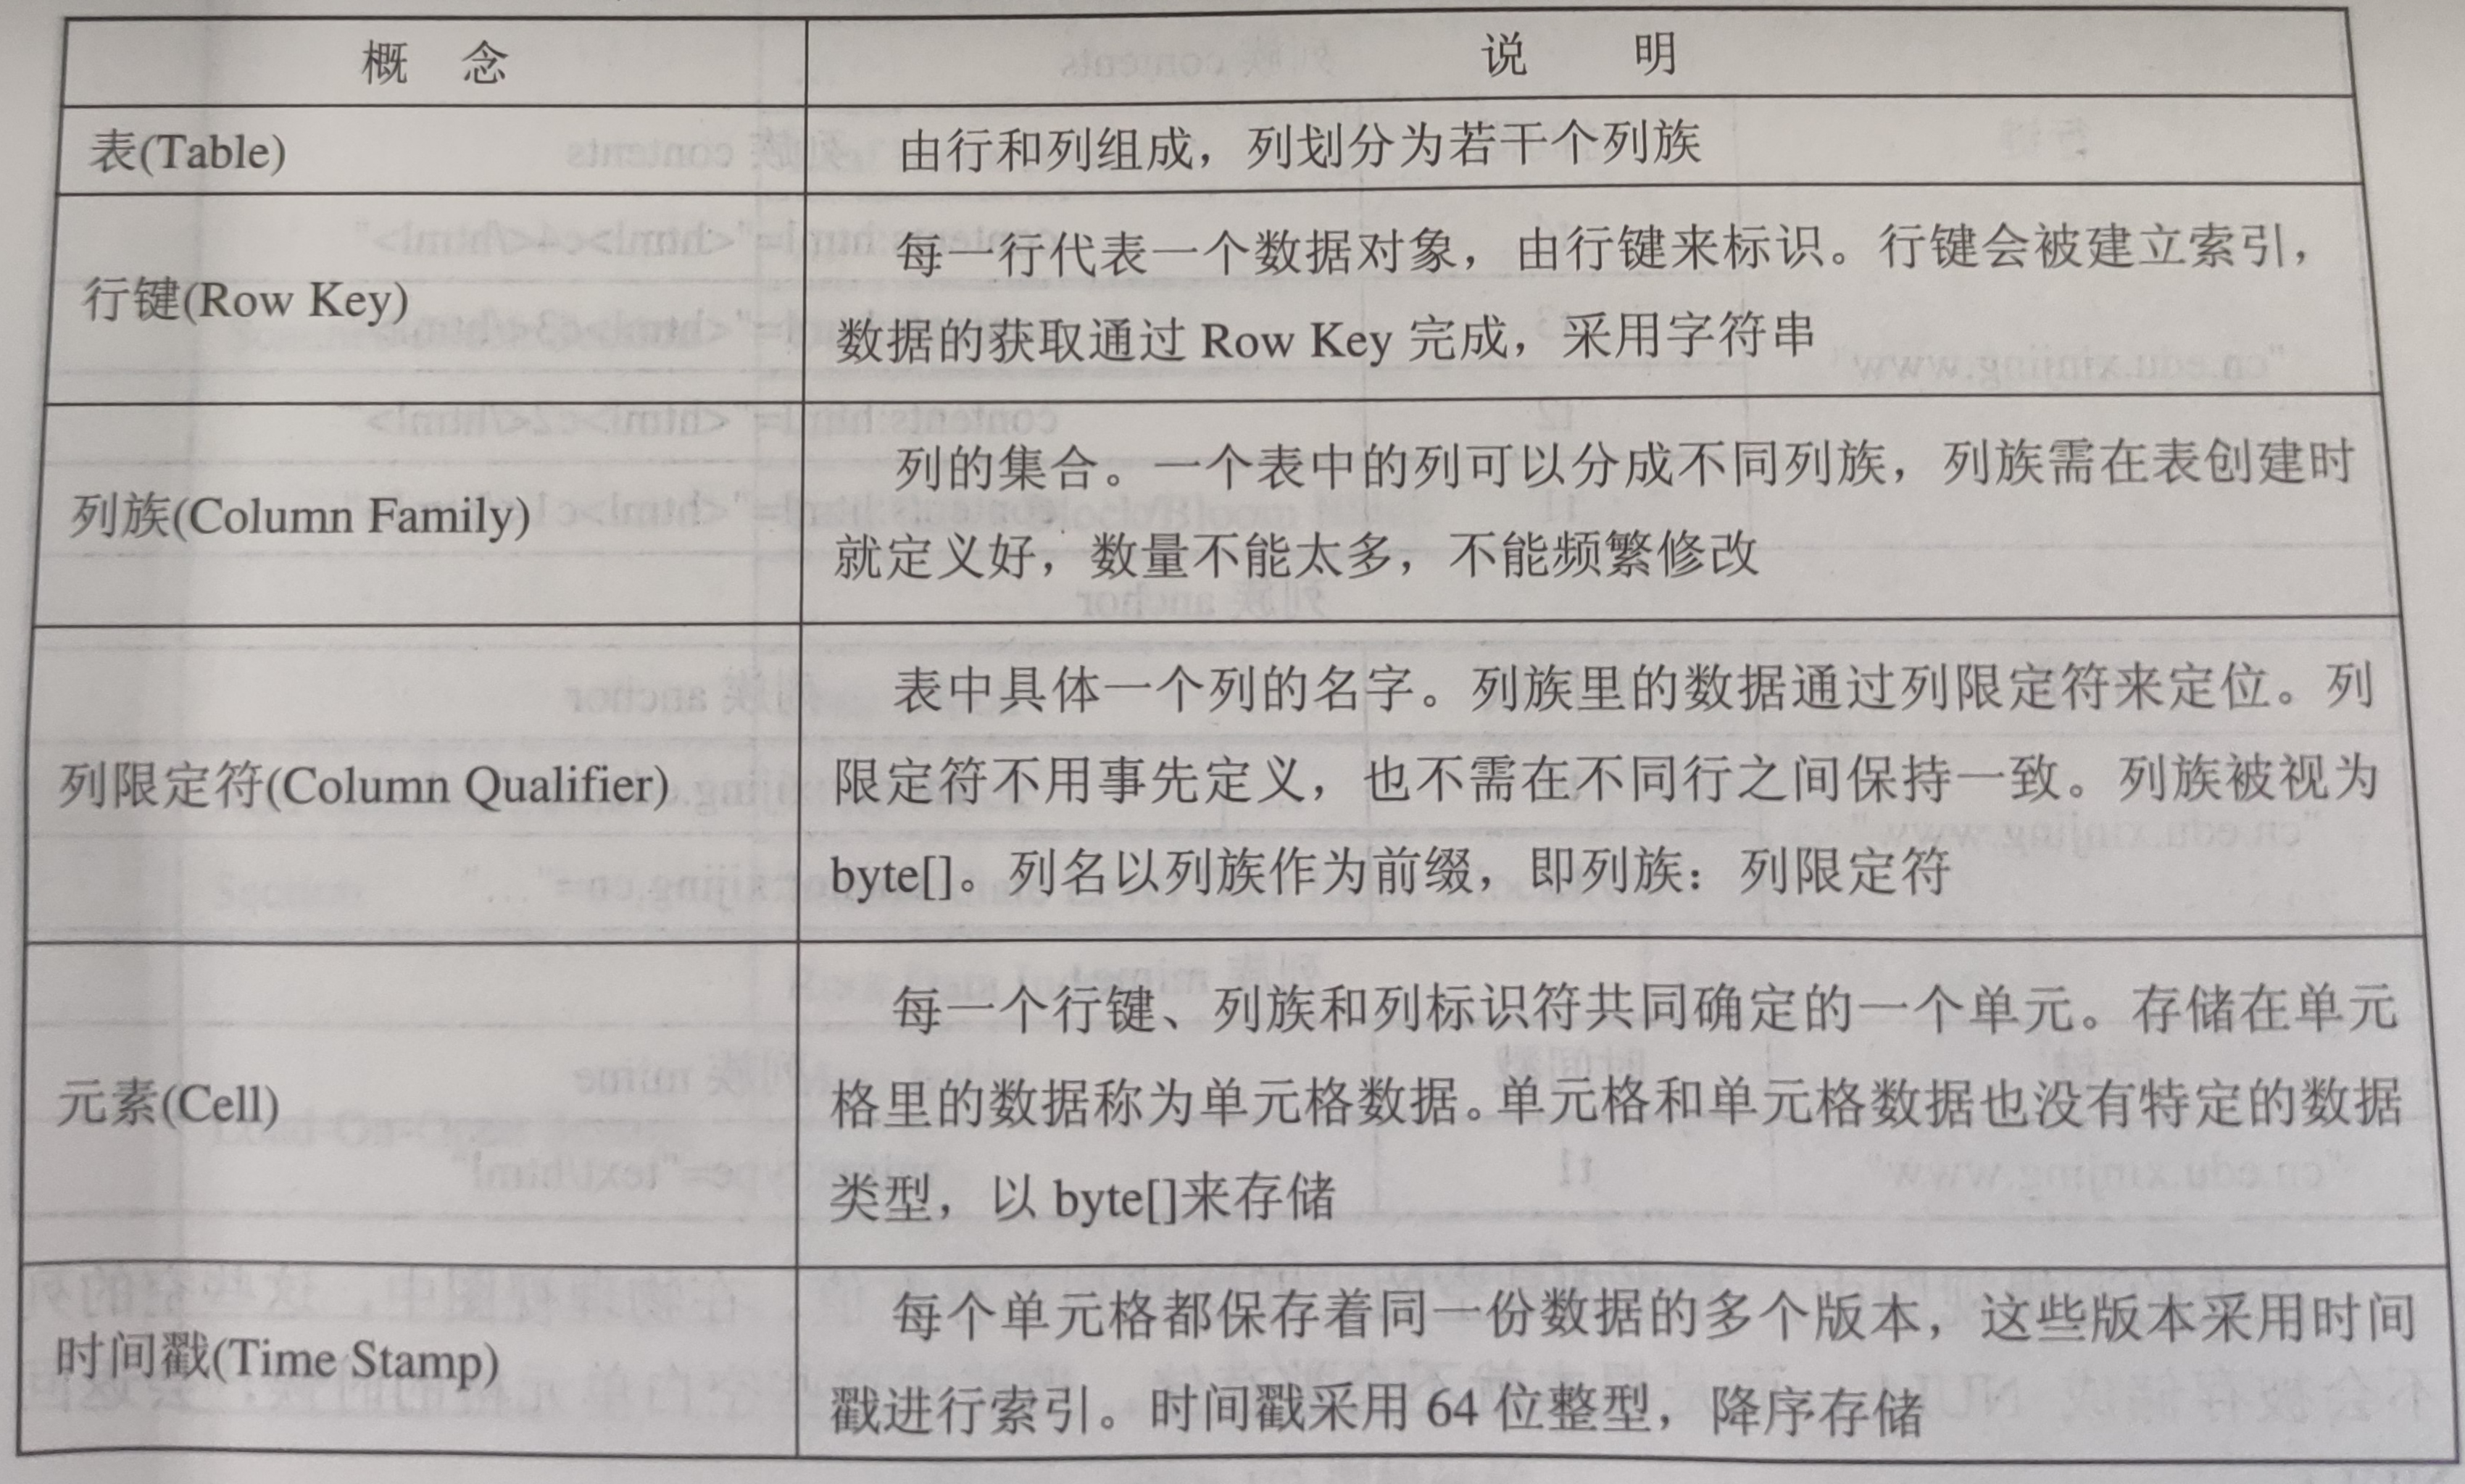 概 念 说 明
表(Table) 由行和列组成，列划分为若干个列族
行键(Row Key)
每一行代表一个数据对象，由行键来标识。行键会被建立索引，
数据的获取通过 Row Key 完成，采用字符串
列族(Column Family)
列的集合。一个表中的列可以分成不同列族，列族需在表创建时
就定义好，数量不能太多，不能频繁修改
列限定符(Column Qualifier)
表中具体一个列的名字。列族里的数据通过列限定符来定位。列
限定符不用事先定义，也不需在不同行之间保持一致。列族被视为
byte[]。列名以列族作为前缀，即列族：列限定符
元素(Cell)
每一个行键、列族和列标识符共同确定的一个单元。存储在单元
格里的数据称为单元格数据。单元格和单元格数据也没有特定的数据
类型，以 byte[]来存储
时间戳(Time Stamp)
每个单元格都保存着同一份数据的多个版本，这些版本采用时间
戳进行索引。时间戳采用 64 位整型，降序存储